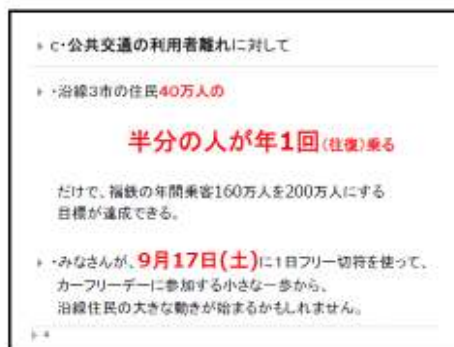 c・公共交通の利用者離れに対して
・沿線3市の住民40万人の
半分の人が年1回(往復)乗る
だけで、福鉄の年間乗客160万人を200万人にする
目標が達成できる。
・みなさんが、9月17日(土)に1日フリー切符を使って、
カーフリーデーに参加する小さな一歩から、
沿線住民の大きな動きが始まるかもしれません。